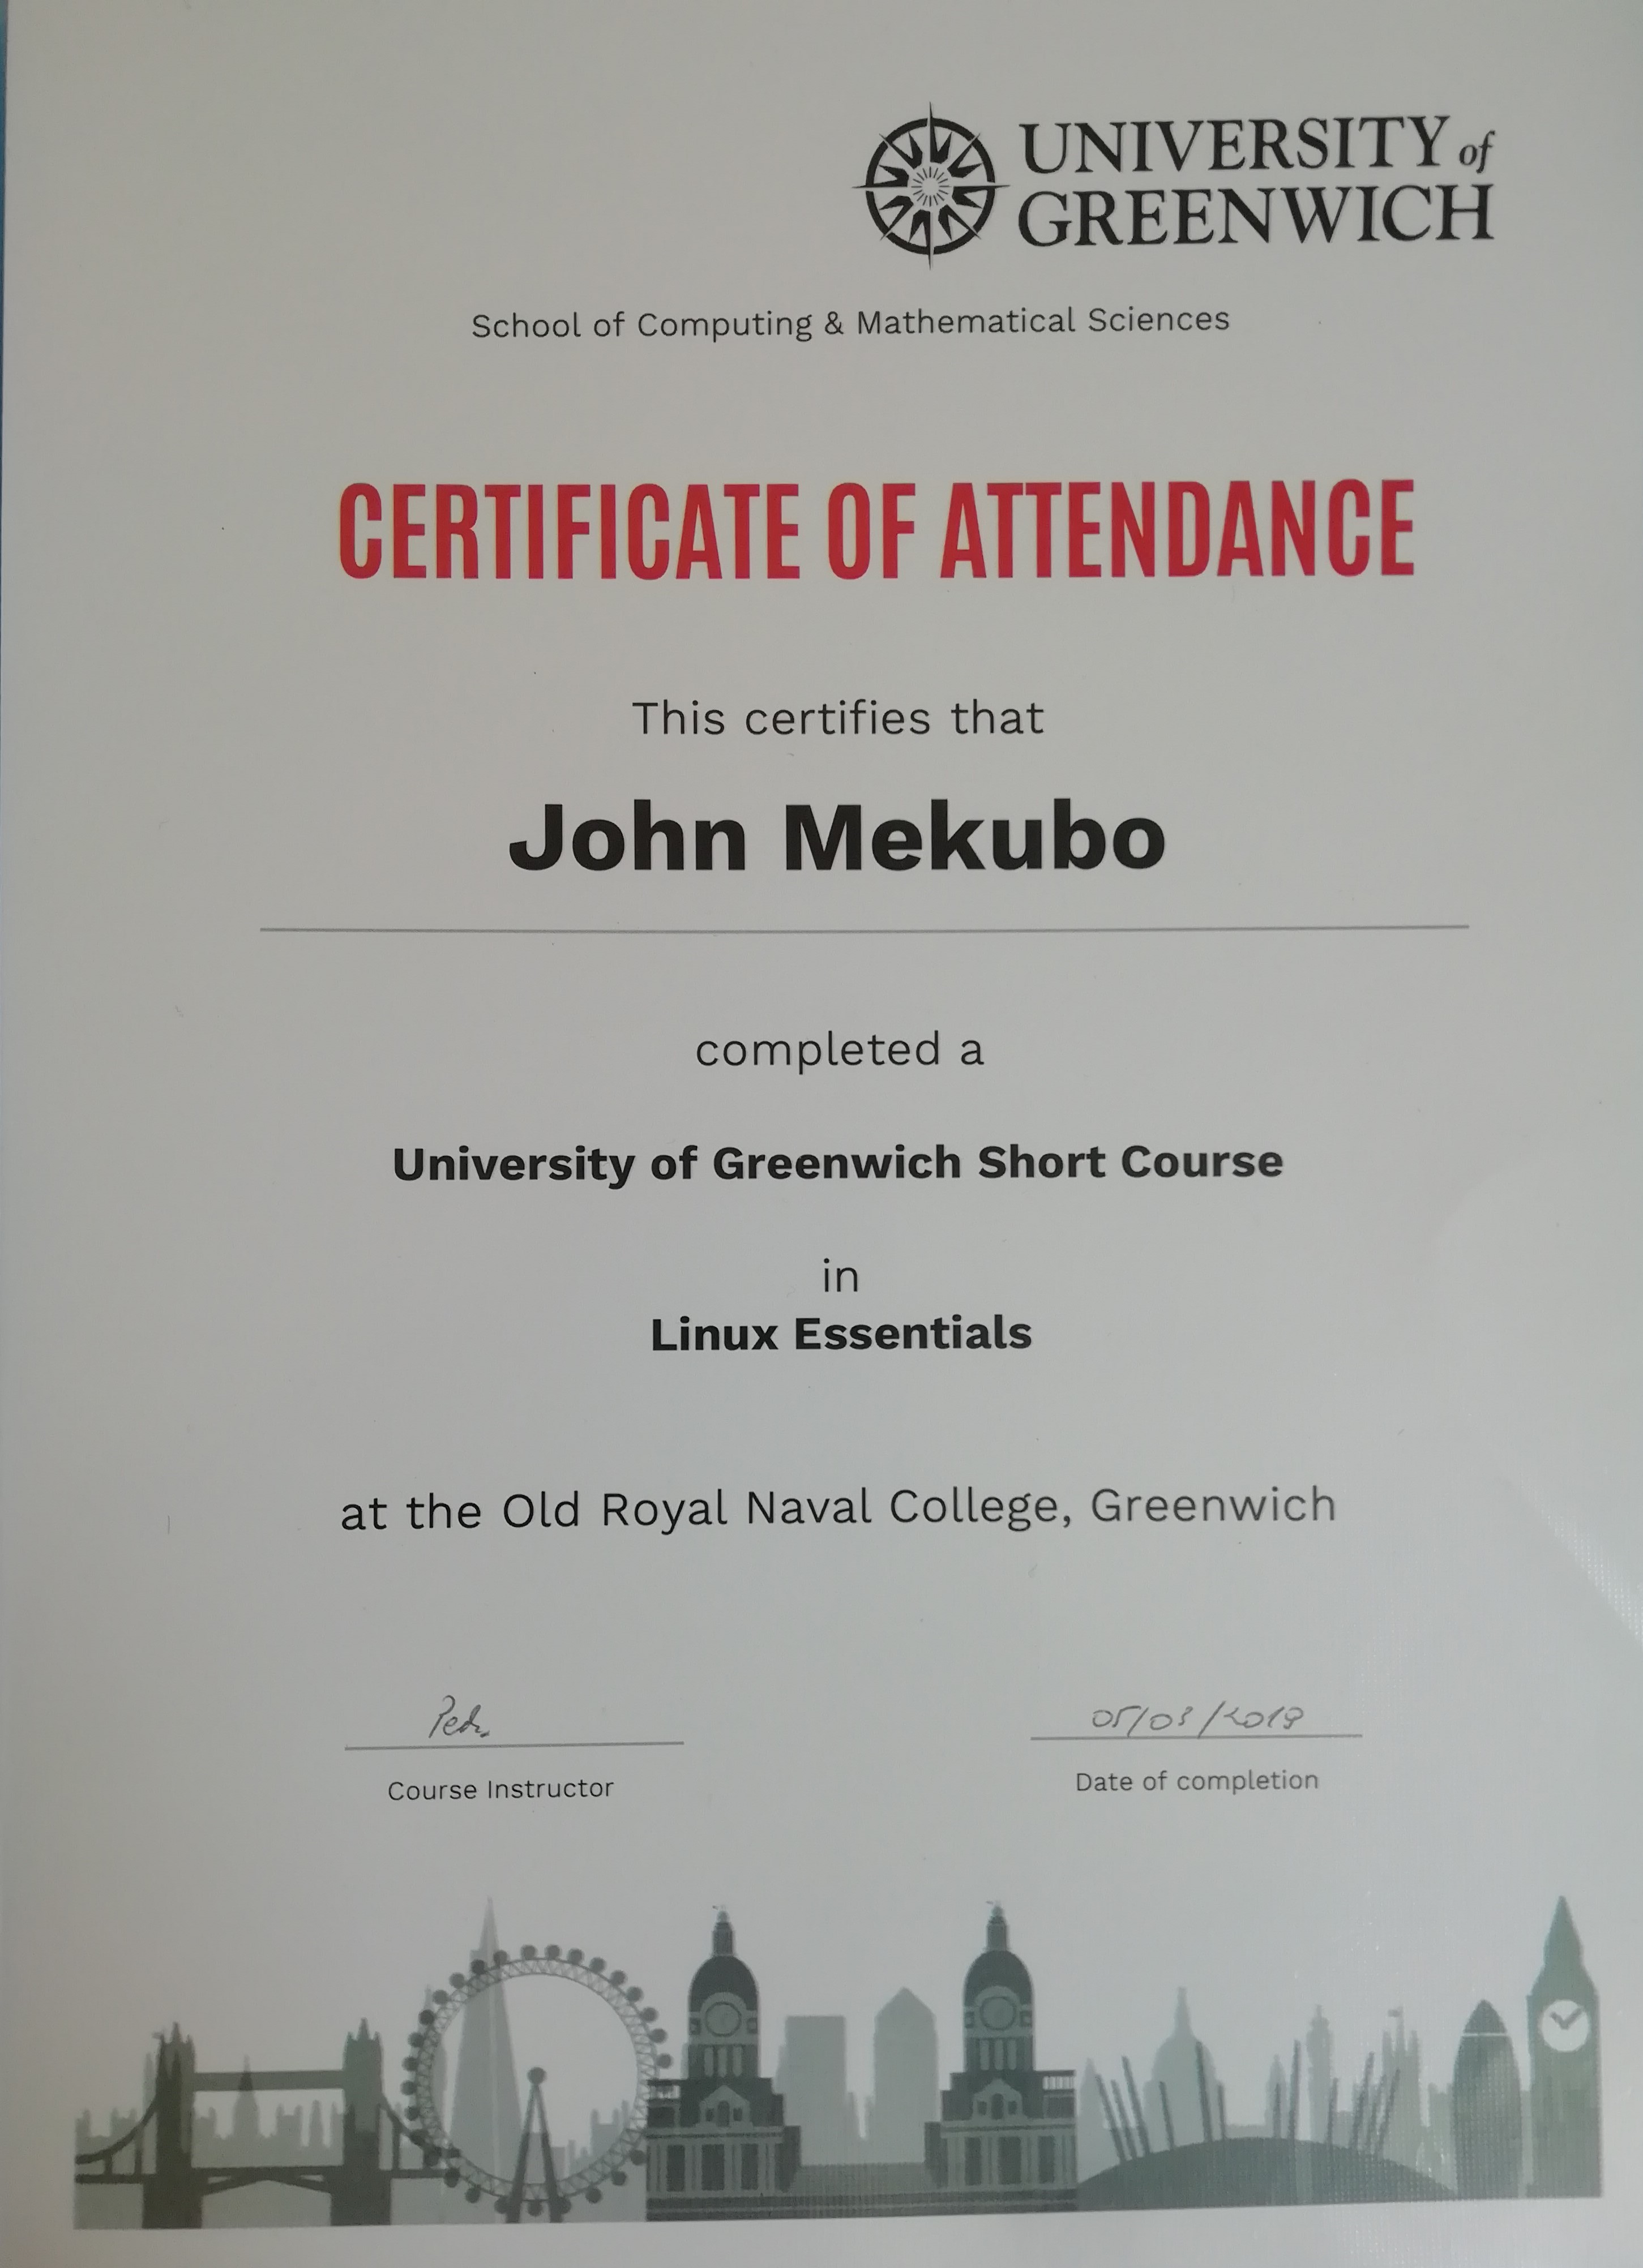 UNIVERSITY of
GREENWICH
School of Computing & Mathematical Sciences
CERTIFICATE OF ATTENDANCE
This certifies that
John Mekubo
completed a
University of Greenwich Short Course
in
Linux Essentials
at the Old Royal Naval College, Greenwich
05/03/2019
Course Instructor
Date of completion